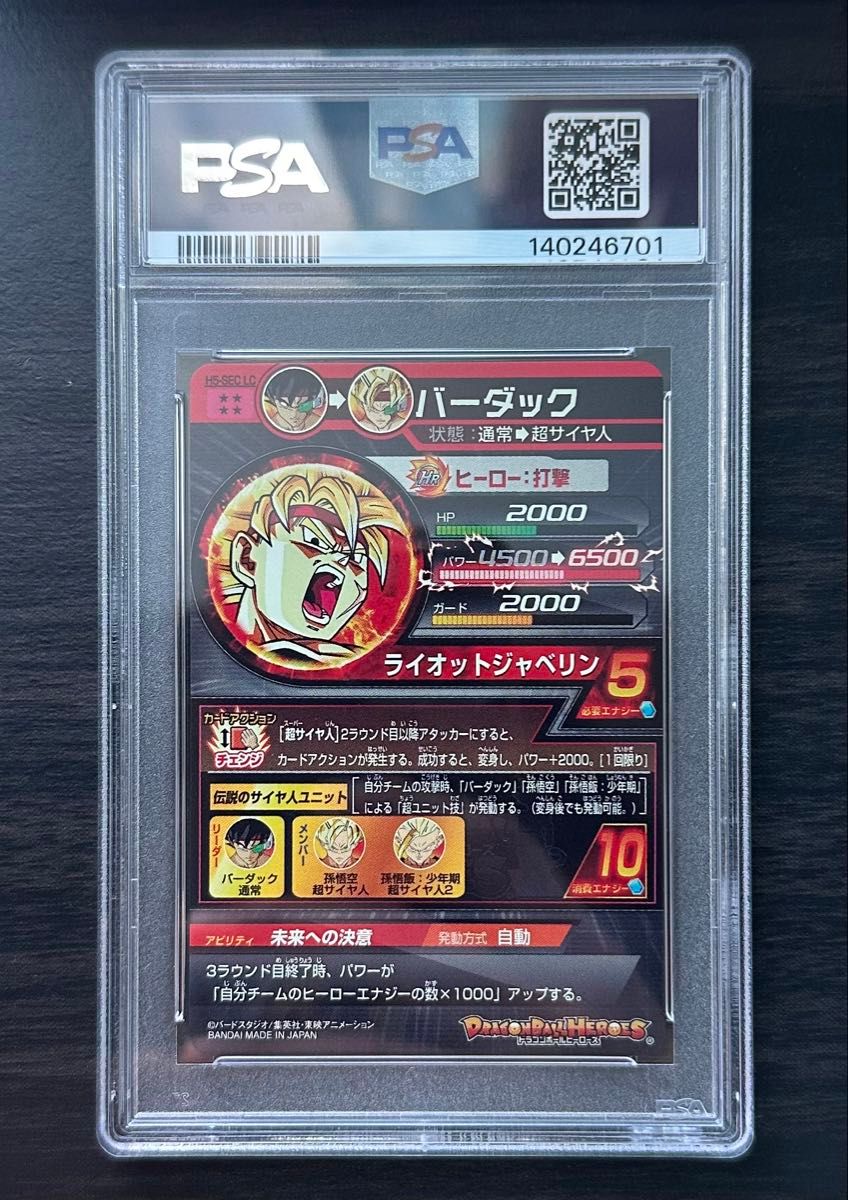 PSA
PSA
140246701
H5-SEC LC
バーダック
状態:通常➡超サイヤ人
HR
ヒーロー:打撃
HP 2000
パワー 4500➡6500
ガード 2000
ライオットジャベリン 5
必要エナジー
カードアクション
チェンジ
[超サイヤ人]2ラウンド目以降アタッカーにすると、
カードアクションが発生する。成功すると、変身し、パワー+2000。[1回限り]
伝説のサイヤ人ユニット
自分チームの攻撃時、「バーダック」「孫悟空」「孫悟飯:少年期」
による「超ユニット技」が発動する。(変身後でも発動可能。)
リーダー
バーダック
通常
メンバー
孫悟空
超サイヤ人
孫悟飯:少年期
超サイヤ人2
10
消費エナジー
アビリティ 未来への決意 発動方式 自動
3ラウンド目終了時、パワーが
「自分チームのヒーローエナジーの数×1000」アップする。
©バードスタジオ/集英社・東映アニメーション
BANDAI MADE IN JAPAN
DRAGONBALL HEROES
ドラゴンボールヒーローズ
PSA